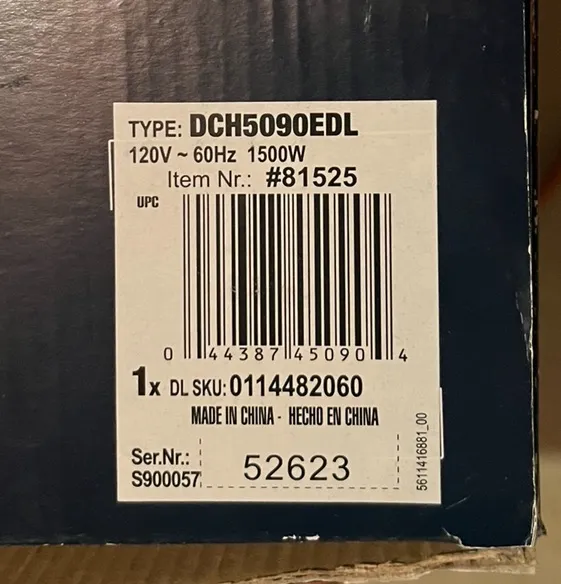 TYPE: DCH5090EDL
120V ~ 60Hz 1500W
Item Nr.: #81525
UPC
0 44387 45090 4
1x DL SKU: 0114482060
MADE IN CHINA - HECHO EN CHINA
Ser.Nr.:
S900057
52623
5611416881_00